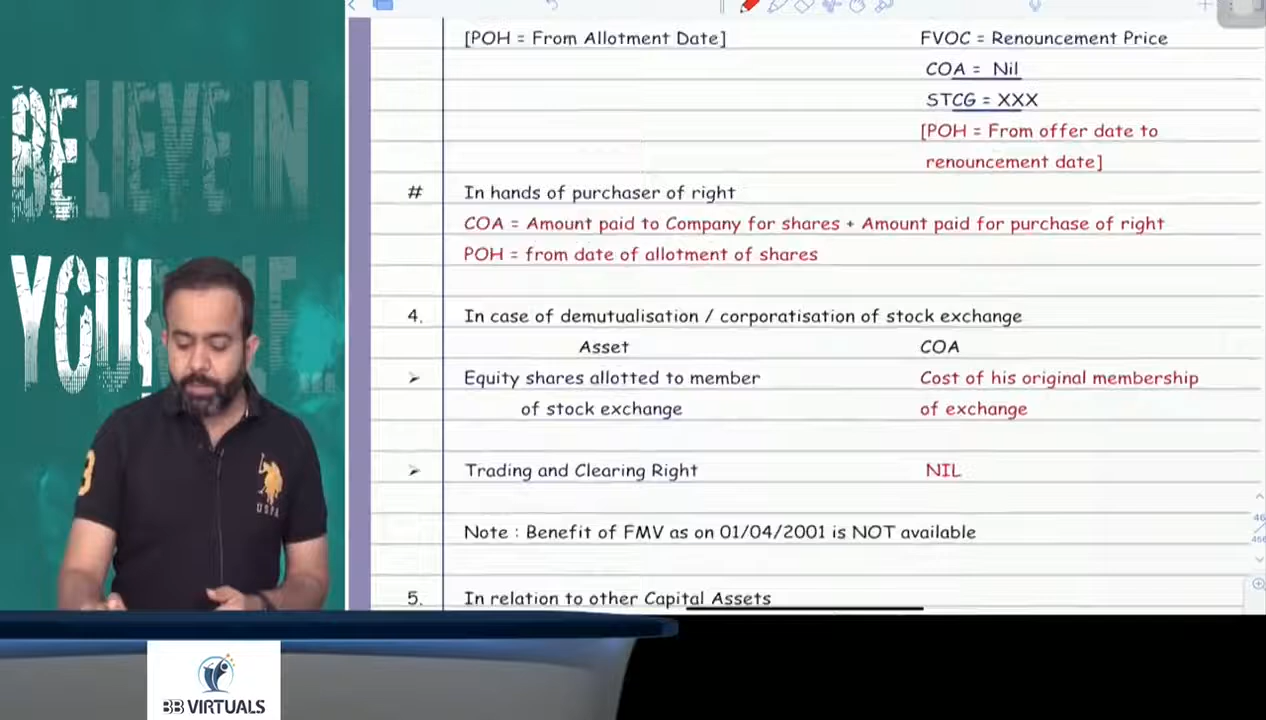 BELIEVE IN
YOU
[POH = From Allotment Date] FVOC = Renouncement Price
COA = Nil
STCG = XXX
[POH = From offer date to
renouncement date]
# In hands of purchaser of right
COA = Amount paid to Company for shares + Amount paid for purchase of right
POH = from date of allotment of shares
4. In case of demutualisation / corporatisation of stock exchange
Asset COA
➢ Equity shares allotted to member Cost of his original membership
of stock exchange of exchange
➢ Trading and Clearing Right NIL
Note : Benefit of FMV as on 01/04/2001 is NOT available
5. In relation to other Capital Assets
3
USPA
BB VIRTUALS